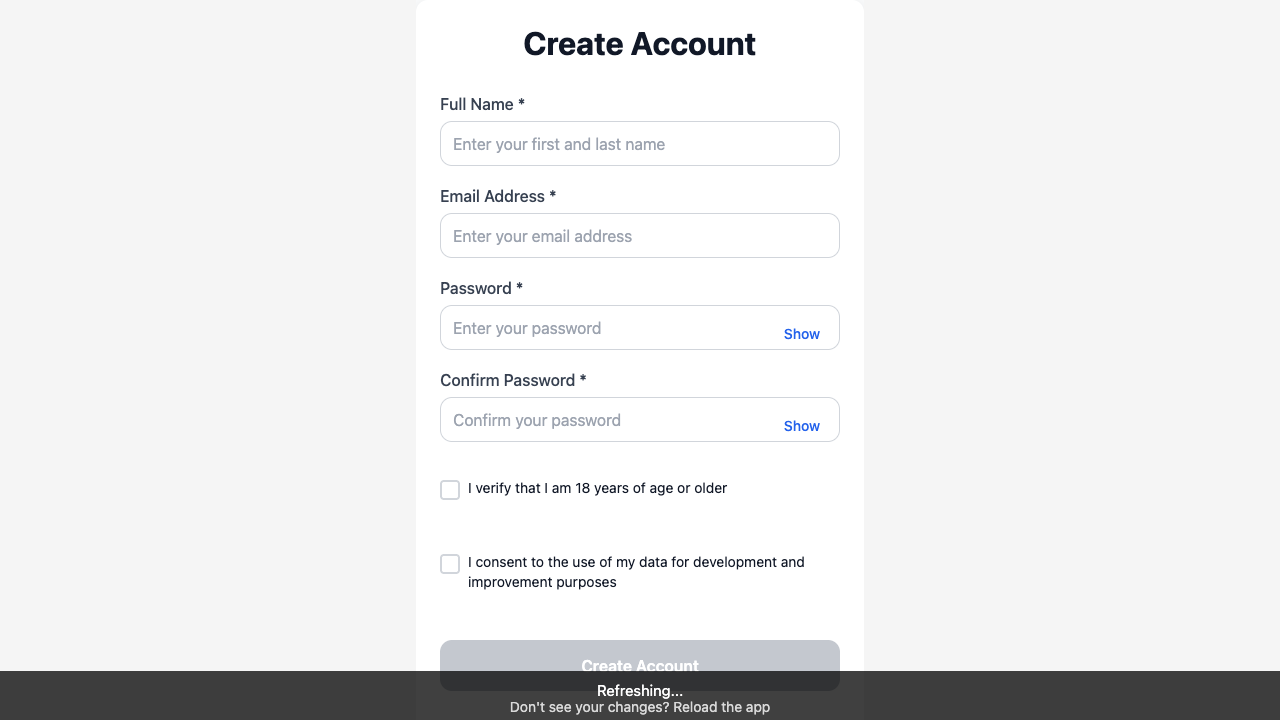 Create Account
Full Name *
Enter your first and last name
Email Address *
Enter your email address
Password *
Enter your password
Show
Confirm Password *
Confirm your password
Show
I verify that I am 18 years of age or older
I consent to the use of my data for development and
improvement purposes
Create Account
Refreshing...
Don't see your changes? Reload the app